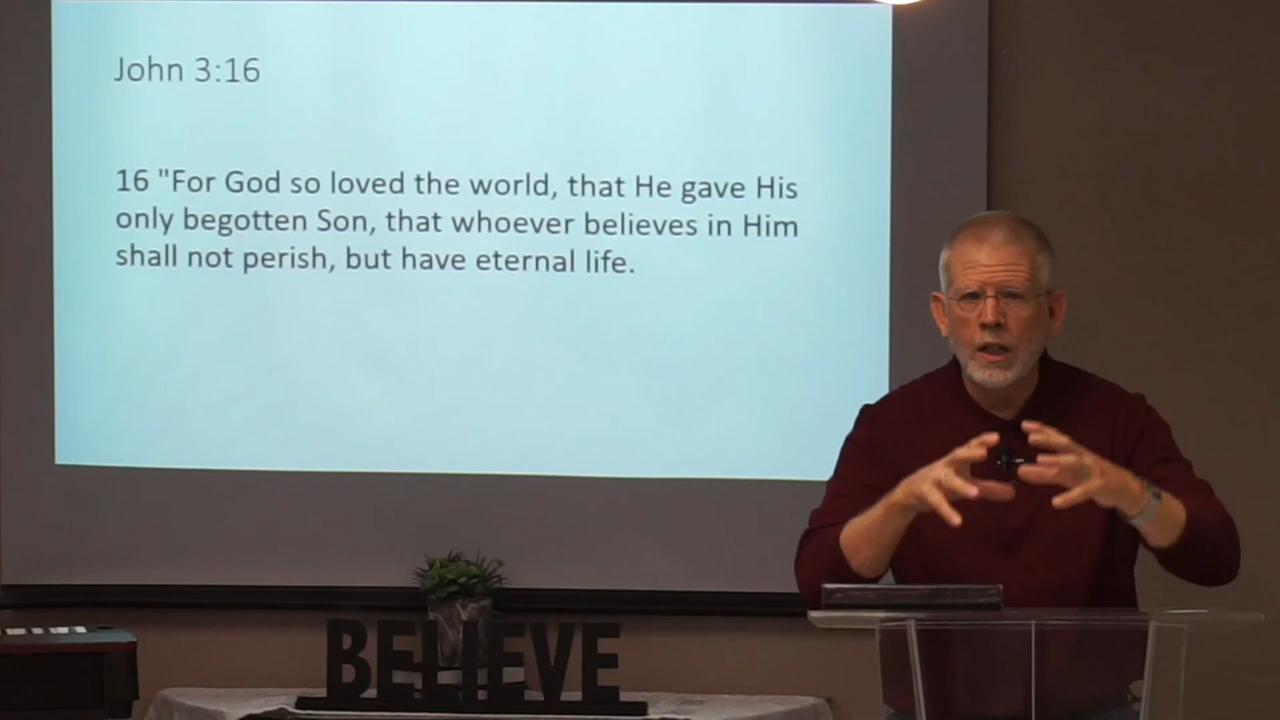 John 3:16
16 "For God so loved the world, that He gave His
only begotten Son, that whoever believes in Him
shall not perish, but have eternal life.
BELIEVE